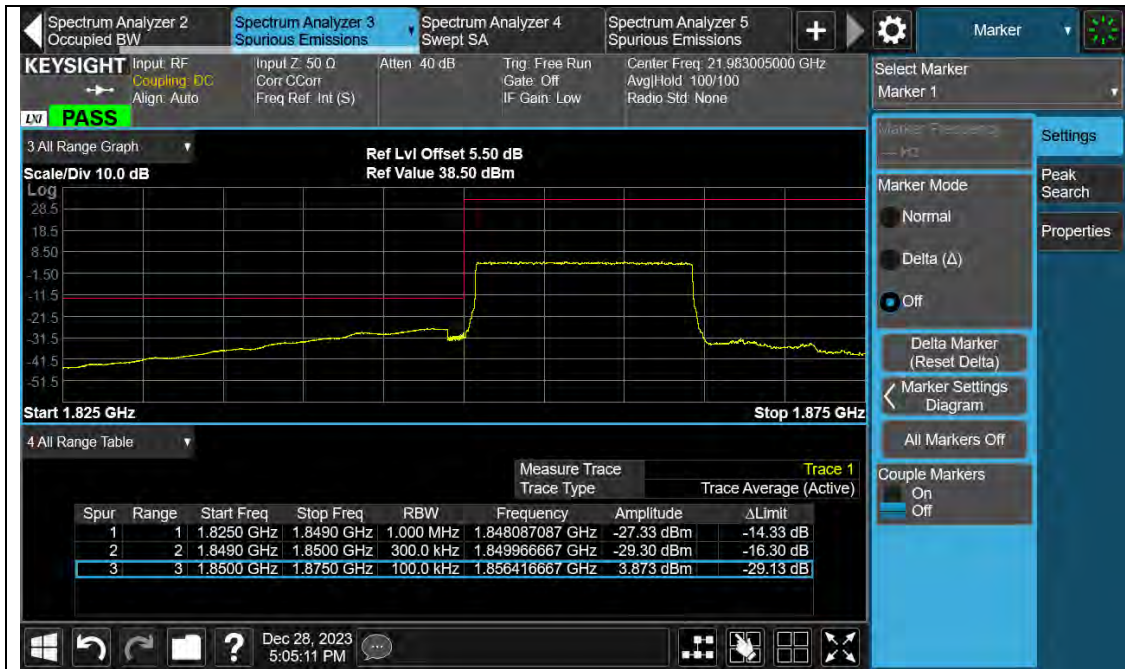 Spectrum Analyzer 2
Occupied BW
Spectrum Analyzer 3
Spurious Emissions
Spectrum Analyzer 4
Swept SA
Spectrum Analyzer 5
Spurious Emissions
+
Marker
KEYSIGHT
Input: RF
Coupling: DC
Align: Auto
Input Z: 50 Ω
Corr CCorr
Freq Ref: Int (S)
Atten: 40 dB
Trig: Free Run
Gate: Off
IF Gain: Low
Center Freq: 21.983005000 GHz
Avg|Hold: 100/100
Radio Std: None
LXI PASS
Select Marker
Marker 1
3 All Range Graph
Ref Lvl Offset 5.50 dB
Scale/Div 10.0 dB
Ref Value 38.50 dBm
Log
28.5
18.5
8.50
-1.50
-11.5
-21.5
-31.5
-41.5
-51.5
Start 1.825 GHz
Stop 1.875 GHz
Marker Frequency
--- Hz
Settings
Marker Mode
Peak
Search
Normal
Properties
Delta (Δ)
Off
Delta Marker
(Reset Delta)
Marker Settings
Diagram
All Markers Off
Couple Markers
On
Off
4 All Range Table
Measure Trace Trace 1
Trace Type Trace Average (Active)
Spur Range Start Freq Stop Freq RBW Frequency Amplitude ΔLimit
1 1 1.8250 GHz 1.8490 GHz 1.000 MHz 1.848087087 GHz -27.33 dBm -14.33 dB
2 2 1.8490 GHz 1.8500 GHz 300.0 kHz 1.849966667 GHz -29.30 dBm -16.30 dB
3 3 1.8500 GHz 1.8750 GHz 100.0 kHz 1.856416667 GHz 3.873 dBm -29.13 dB
?
Dec 28, 2023
5:05:11 PM